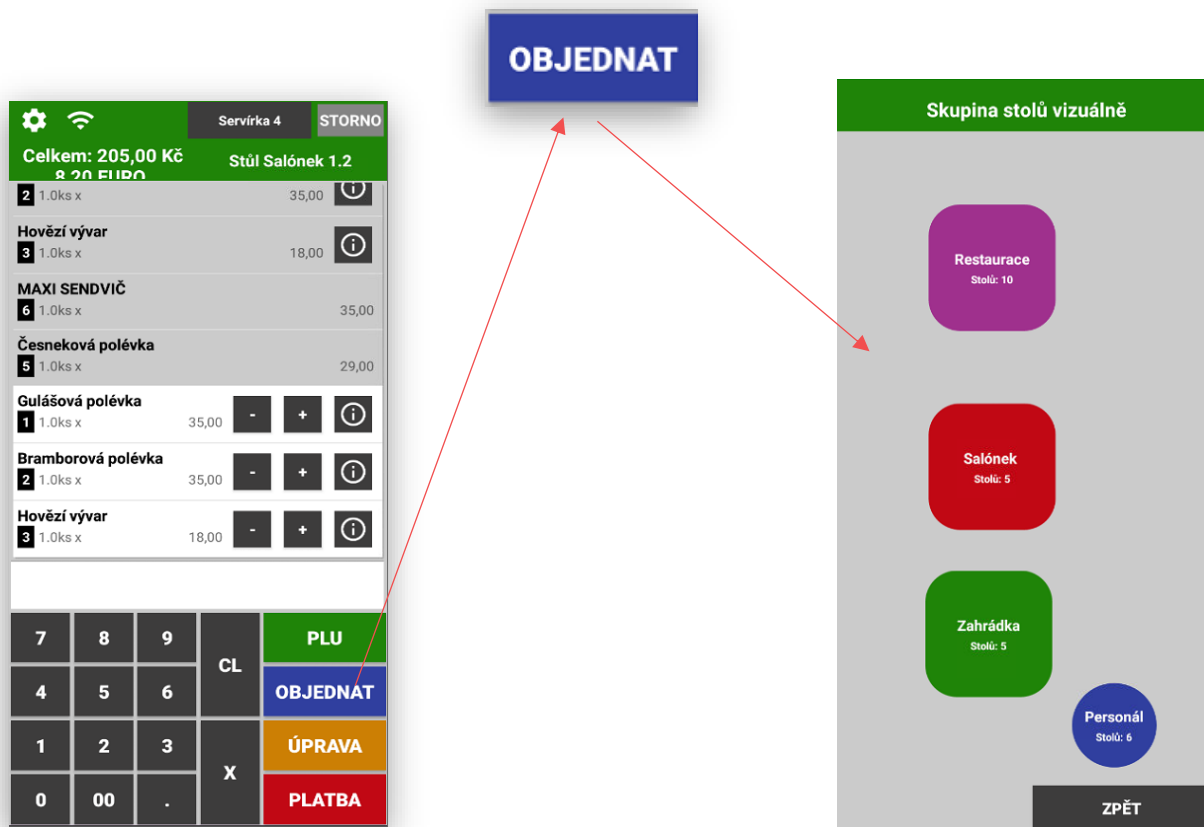 OBJEDNAT
Servírka 4 STORNO
Celkem: 205,00 Kč Stůl Salónek 1.2
8,20 EURO
2 1.0ks x 35,00
Hovězí vývar
3 1.0ks x 18,00
MAXI SENDVIČ
6 1.0ks x 35,00
Česneková polévka
5 1.0ks x 29,00
Gulášová polévka
1 1.0ks x 35,00 - +
Bramborová polévka
2 1.0ks x 35,00 - +
Hovězí vývar
3 1.0ks x 18,00 - +
7 8 9 CL PLU
4 5 6 OBJEDNAT
1 2 3 X ÚPRAVA
0 00 . PLATBA
Skupina stolů vizuálně
Restaurace
Stolů: 10
Salónek
Stolů: 5
Zahrádka
Stolů: 5
Personál
Stolů: 6
ZPĚT